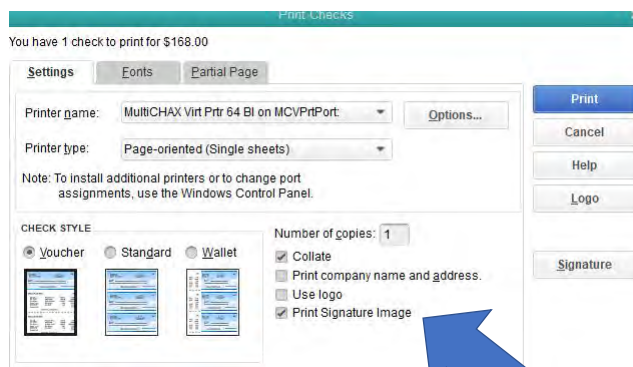 Print Checks
You have 1 check to print for $168.00
Settings Fonts Partial Page
Printer name: MultiCHAX Virt Prtr 64 BI on MCVPrtPort: Options...
Printer type: Page-oriented (Single sheets)
Note: To install additional printers or to change port
assignments, use the Windows Control Panel.
Print
Cancel
Help
Logo
Signature
CHECK STYLE
Voucher Standard Wallet
Number of copies: 1
Collate
Print company name and address.
Use logo
Print Signature Image